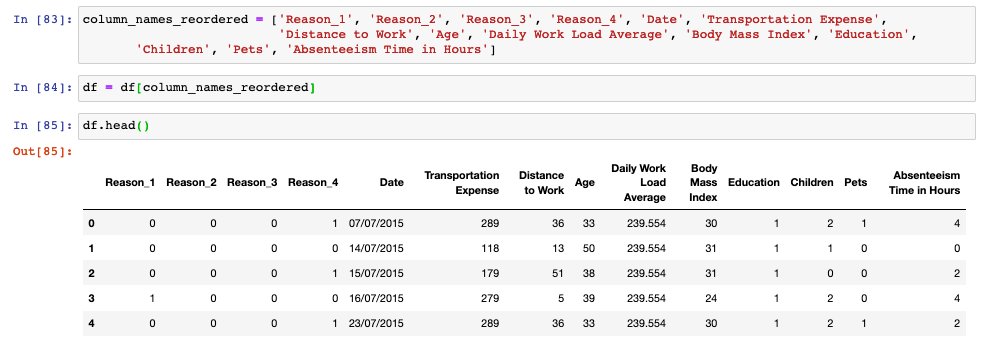 In [83]: column_names_reordered = ['Reason_1', 'Reason_2', 'Reason_3', 'Reason_4', 'Date', 'Transportation Expense',
'Distance to Work', 'Age', 'Daily Work Load Average', 'Body Mass Index', 'Education',
'Children', 'Pets', 'Absenteeism Time in Hours']
In [84]: df = df[column_names_reordered]
In [85]: df.head()
Out[85]:
Reason_1 Reason_2 Reason_3 Reason_4 Date Transportation Expense Distance to Work Age Daily Work Load Average Body Mass Index Education Children Pets Absenteeism Time in Hours
0 0 0 0 1 07/07/2015 289 36 33 239.554 30 1 2 1 4
1 0 0 0 0 14/07/2015 118 13 50 239.554 31 1 1 0 0
2 0 0 0 1 15/07/2015 179 51 38 239.554 31 1 0 0 2
3 1 0 0 0 16/07/2015 279 5 39 239.554 24 1 2 0 4
4 0 0 0 1 23/07/2015 289 36 33 239.554 30 1 2 1 2